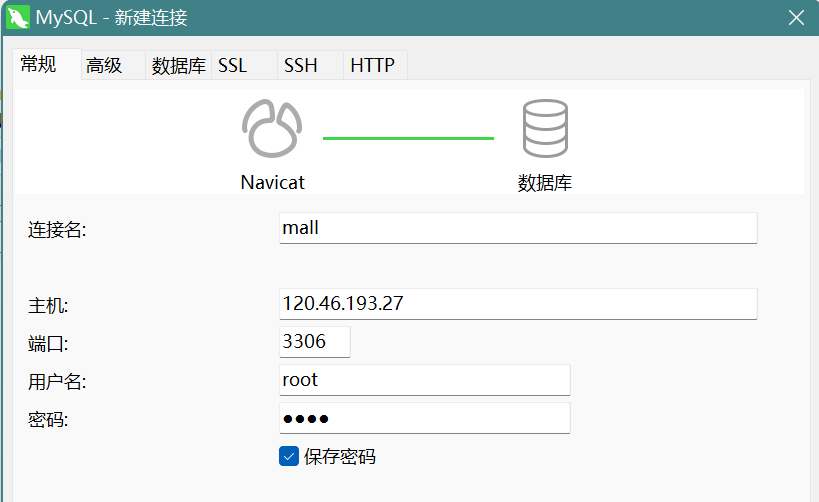 MySQL - 新建连接
常规 高级 数据库 SSL SSH HTTP
Navicat 数据库
连接名: mall
主机: 120.46.193.27
端口: 3306
用户名: root
密码: ●●●●
保存密码